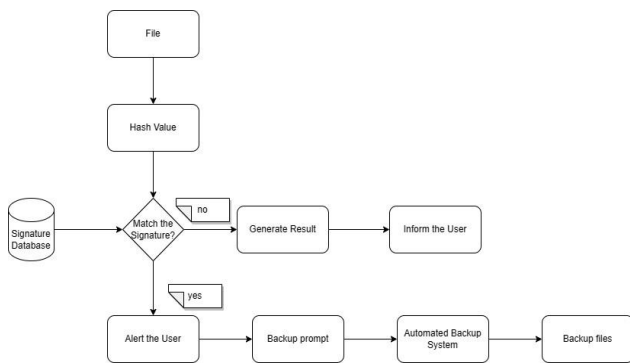 File
Hash Value
Signature
Database
Match the
Signature?
no
Generate Result
Inform the User
yes
Alert the User
Backup prompt
Automated Backup
System
Backup files